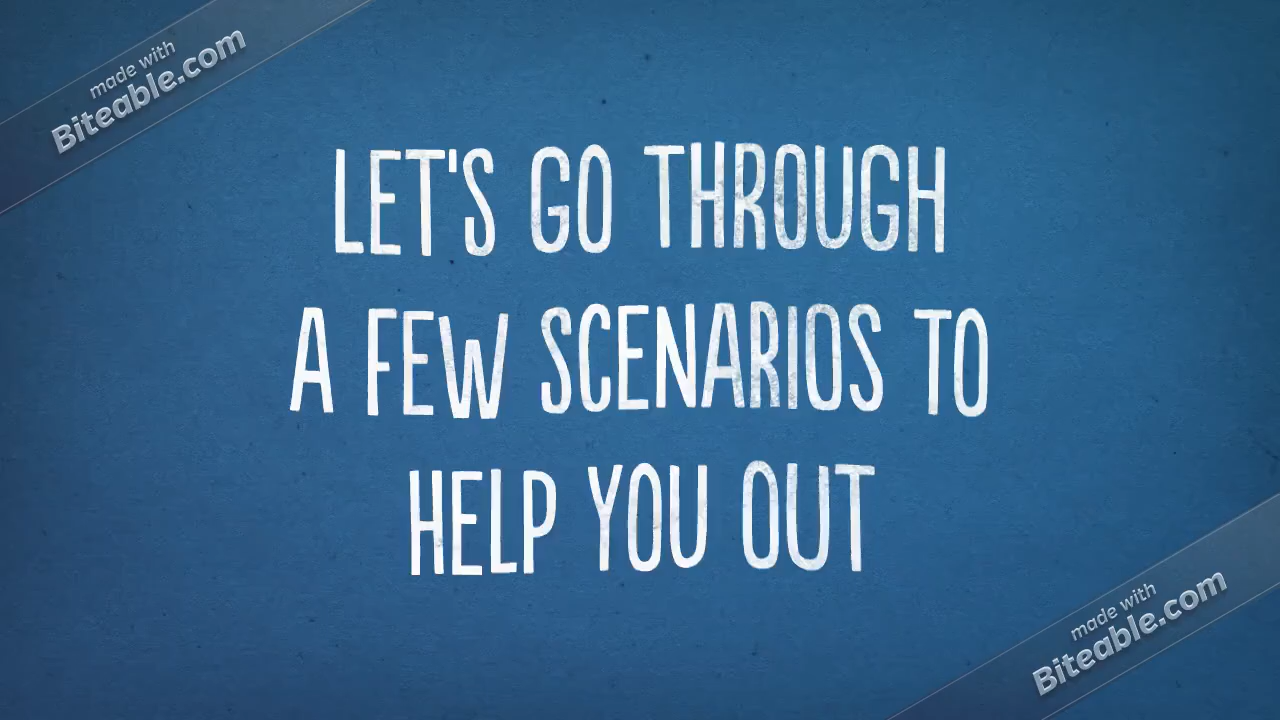 made with
Biteable.com
LET'S GO THROUGH
A FEW SCENARIOS TO
HELP YOU OUT
made with
Biteable.com